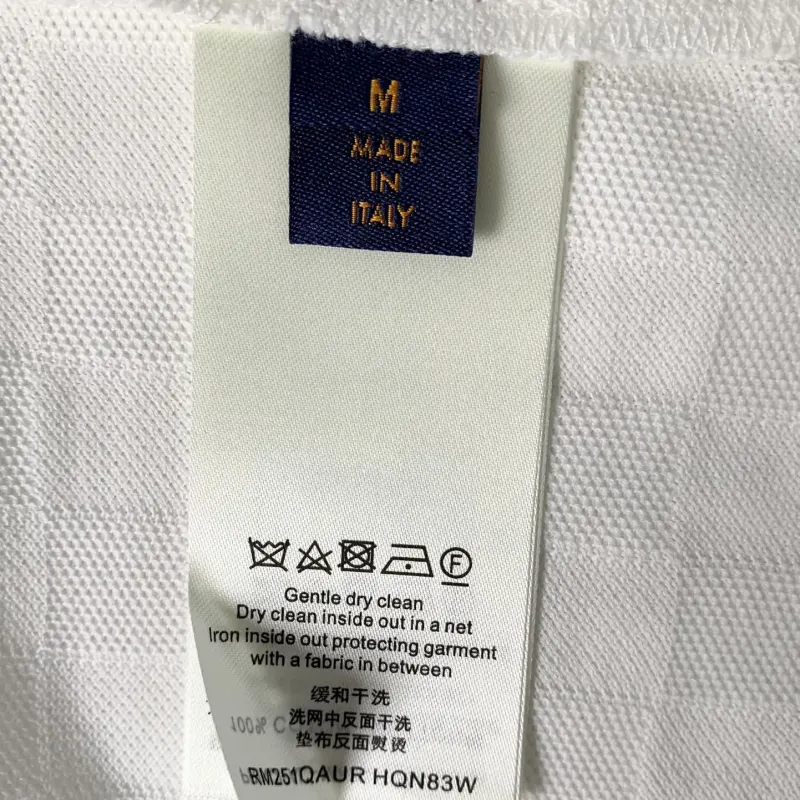 M
MADE
IN
ITALY
F
Gentle dry clean
Dry clean inside out in a net
Iron inside out protecting garment
with a fabric in between
缓和干洗
洗网中反面干洗
垫布反面熨烫
RM251QAUR HQN83W